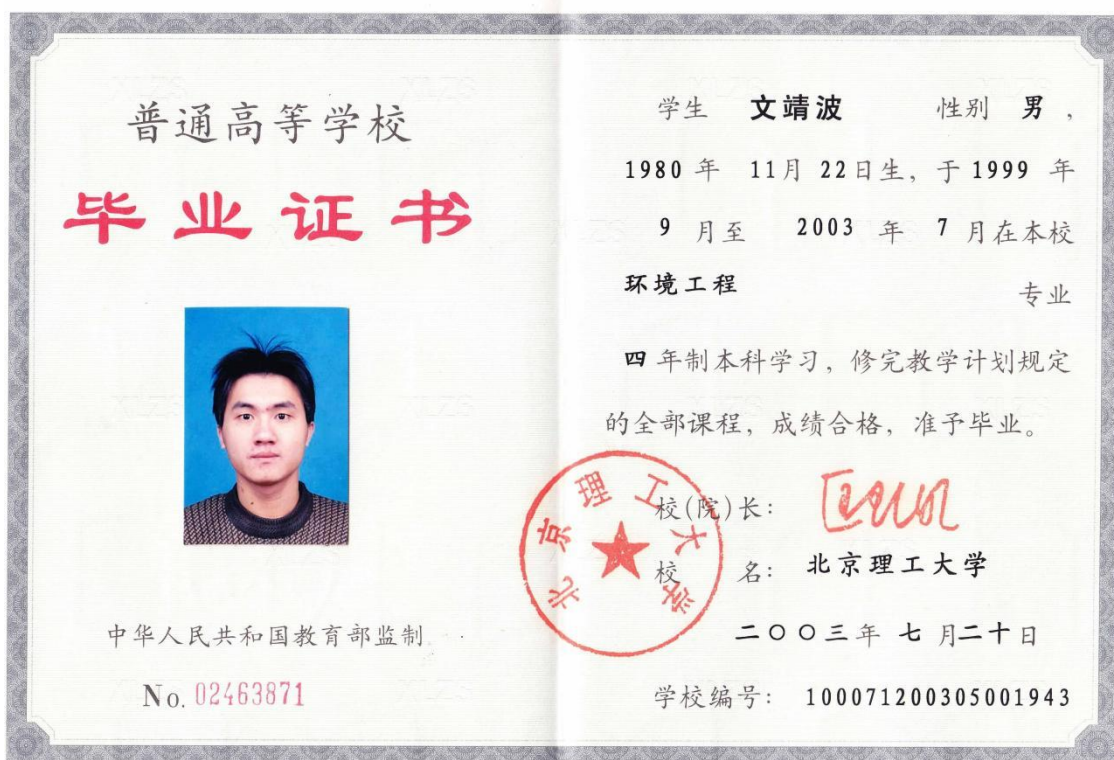 普通高等学校
毕业证书
中华人民共和国教育部监制
No. 02463871
学生 文靖波 性别 男,
1980 年 11月 22日生, 于 1999 年
9 月至 2003 年 7 月在本校
环境工程 专业
四 年制本科学习, 修完教学计划规定
的全部课程, 成绩合格, 准予毕业。
校(院)长:
校 名: 北京理工大学
北京理工大学
二〇〇三年 七 月二十日
学校编号: 100071200305001943